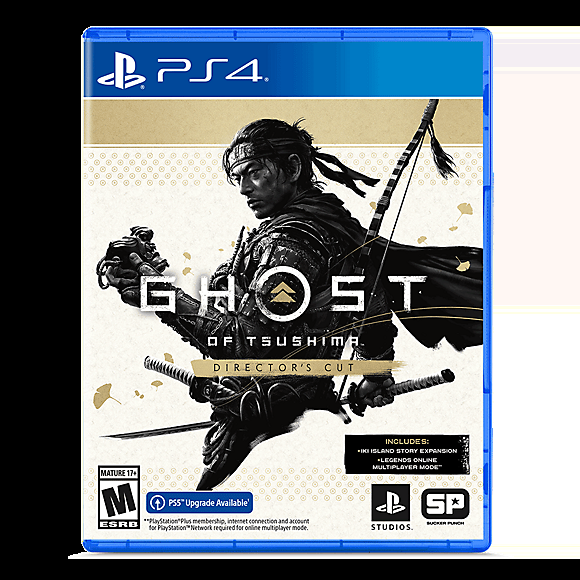 PS4
GHOST
OF TSUSHIMA
DIRECTOR'S CUT
INCLUDES:
•IKI ISLAND STORY EXPANSION
•LEGENDS ONLINE
MULTIPLAYER MODE**
MATURE 17+
M
ESRB
PS5™ Upgrade Available†
**PlayStation®Plus membership, internet connection and account
for PlayStation™Network required for online multiplayer mode.
PS
STUDIOS.
SP
SUCKER PUNCH